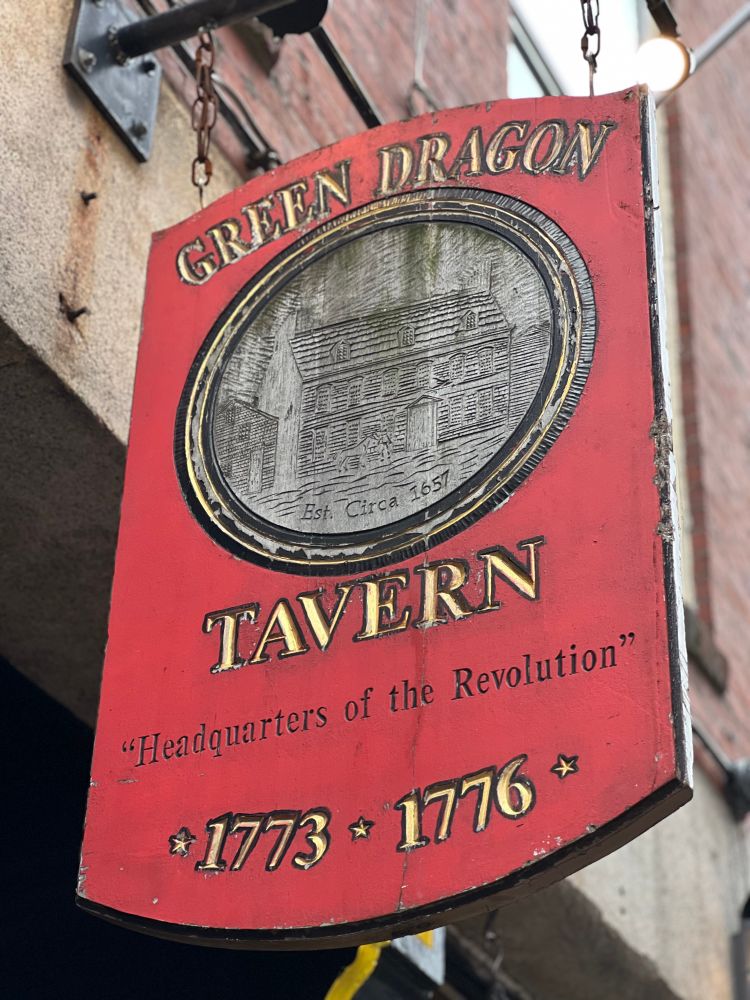 GREEN DRAGON
Est. Circa 1657
TAVERN
“Headquarters of the Revolution”
★ 1773 ★ 1776 ★